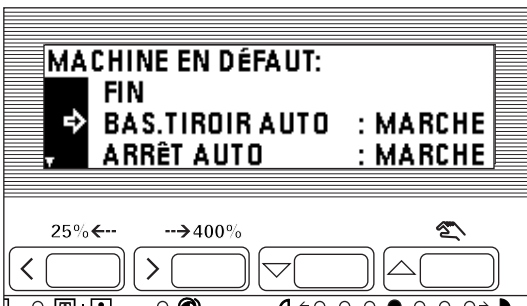 MACHINE EN DÉFAUT:
FIN
BAS.TIROIR AUTO : MARCHE
ARRÊT AUTO : MARCHE
25% 400%